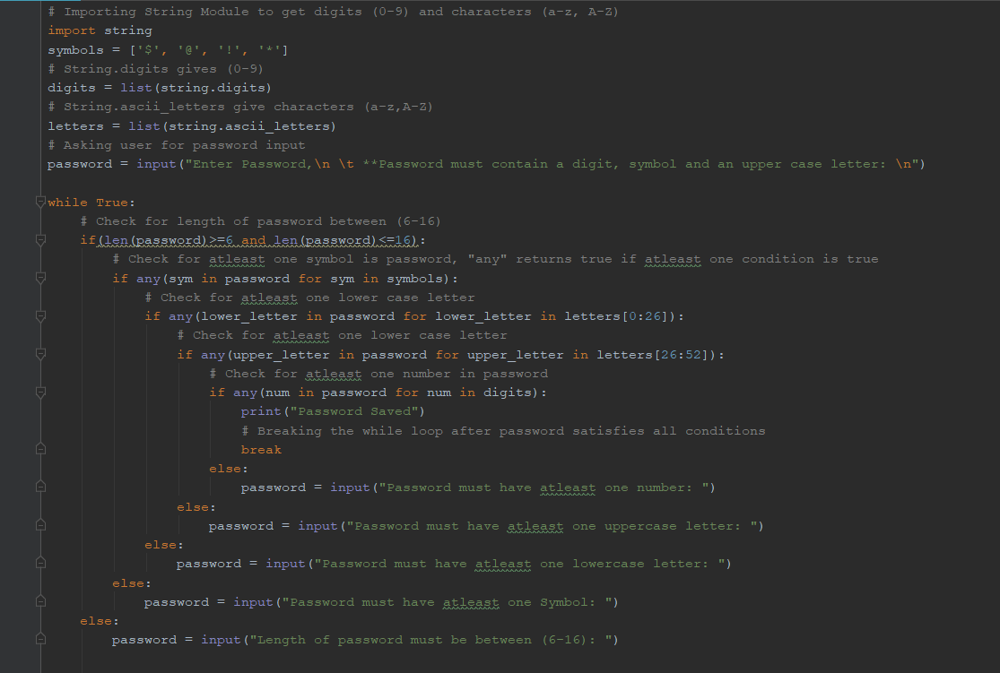 # Importing String Module to get digits (0-9) and characters (a-z, A-Z)
import string
symbols = ['$', '@', '!', '*']
# String.digits gives (0-9)
digits = list(string.digits)
# String.ascii_letters give characters (a-z,A-Z)
letters = list(string.ascii_letters)
# Asking user for password input
password = input("Enter Password,\n \t **Password must contain a digit, symbol and an upper case letter: \n")

while True:
    # Check for length of password between (6-16)
    if(len(password)>=6 and len(password)<=16):
        # Check for atleast one symbol is password, "any" returns true if atleast one condition is true
        if any(sym in password for sym in symbols):
            # Check for atleast one lower case letter
            if any(lower_letter in password for lower_letter in letters[0:26]):
                # Check for atleast one lower case letter
                if any(upper_letter in password for upper_letter in letters[26:52]):
                    # Check for atleast one number in password
                    if any(num in password for num in digits):
                        print("Password Saved")
                        # Breaking the while loop after password satisfies all conditions
                        break
                    else:
                        password = input("Password must have atleast one number: ")
                else:
                    password = input("Password must have atleast one uppercase letter: ")
            else:
                password = input("Password must have atleast one lowercase letter: ")
        else:
            password = input("Password must have atleast one Symbol: ")
    else:
        password = input("Length of password must be between (6-16): ")